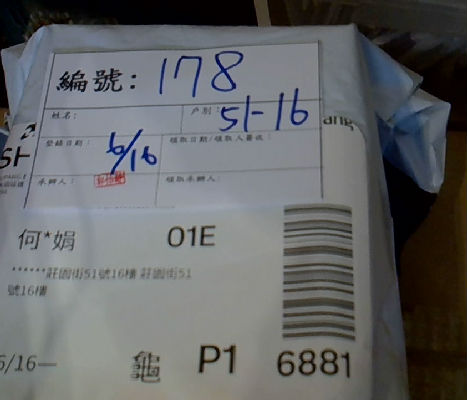 編號: 178
姓名: 戶別: 51-16
ang
登錄日期: 6/16 領取日期/領取人簽收:
51-
承辦人: 領取承辦人:
何*娟 01E
******莊園街51號16樓 莊園街51
號16樓
6/16— 龜 P1 6881